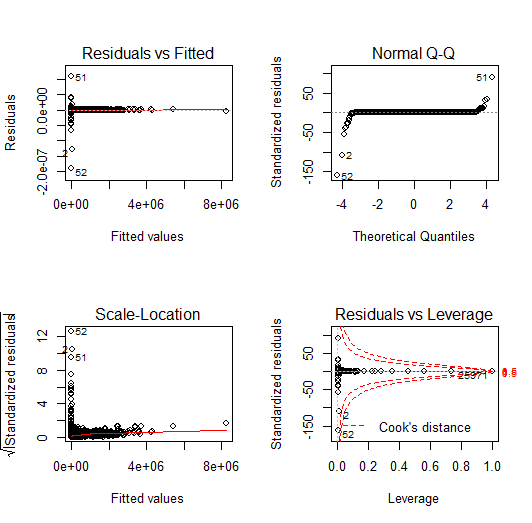 Residuals vs Fitted
Residuals
-2.0e-07
0.0e+00
51
2
52
0e+00
4e+06
8e+06
Fitted values
Normal Q-Q
Standardized residuals
-150
-50
50
51
2
52
-4
-2
0
2
4
Theoretical Quantiles
Scale-Location
√|Standardized residuals|
0
4
8
12
52
2
51
0e+00
4e+06
8e+06
Fitted values
Residuals vs Leverage
Standardized residuals
-150
-50
50
25371
2
52
Cook's distance
0.0
0.2
0.4
0.6
0.8
1.0
Leverage